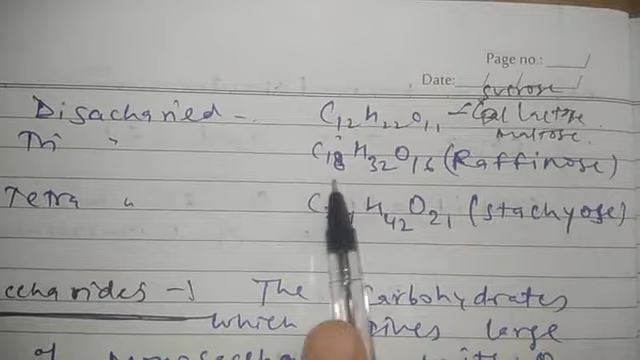 Page no.:
Date: sucrose
Disacharied - C12H22O11 - lactose
maltose.
Tri " C18H32O16 (Raffinose)
Tetra " H42O21 (stachyose)
ccharides → The Carbohydrates
which gives large
of